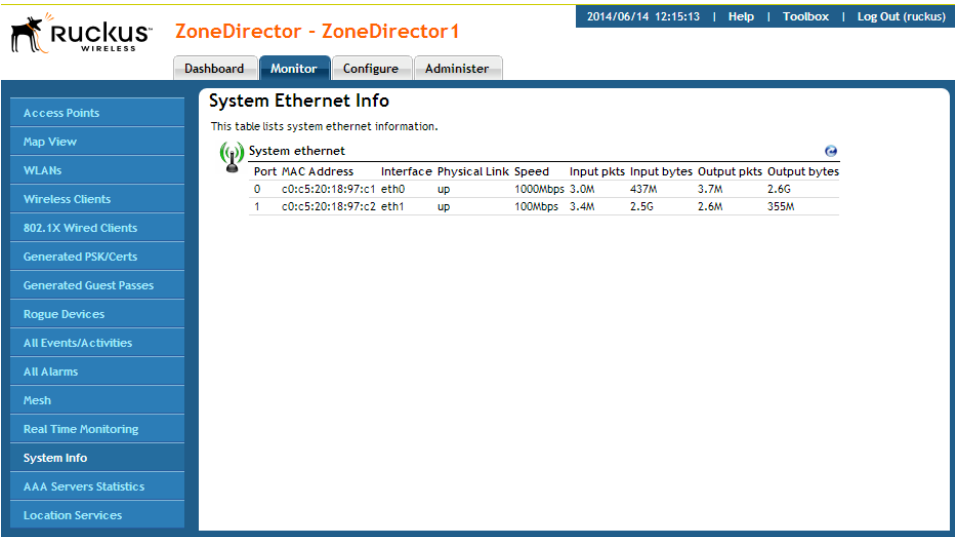 2014/06/14 12:15:13 | Help | Toolbox | Log Out (ruckus)
RUCKUS™ ZoneDirector - ZoneDirector1
WIRELESS
Dashboard Monitor Configure Administer
Access Points
Map View
WLANs
Wireless Clients
802.1X Wired Clients
Generated PSK/Certs
Generated Guest Passes
Rogue Devices
All Events/Activities
All Alarms
Mesh
Real Time Monitoring
System Info
AAA Servers Statistics
Location Services
System Ethernet Info
This table lists system ethernet information.
System ethernet
Port MAC Address Interface Physical Link Speed Input pkts Input bytes Output pkts Output bytes
0 c0:c5:20:18:97:c1 eth0 up 1000Mbps 3.0M 437M 3.7M 2.6G
1 c0:c5:20:18:97:c2 eth1 up 100Mbps 3.4M 2.5G 2.6M 355M